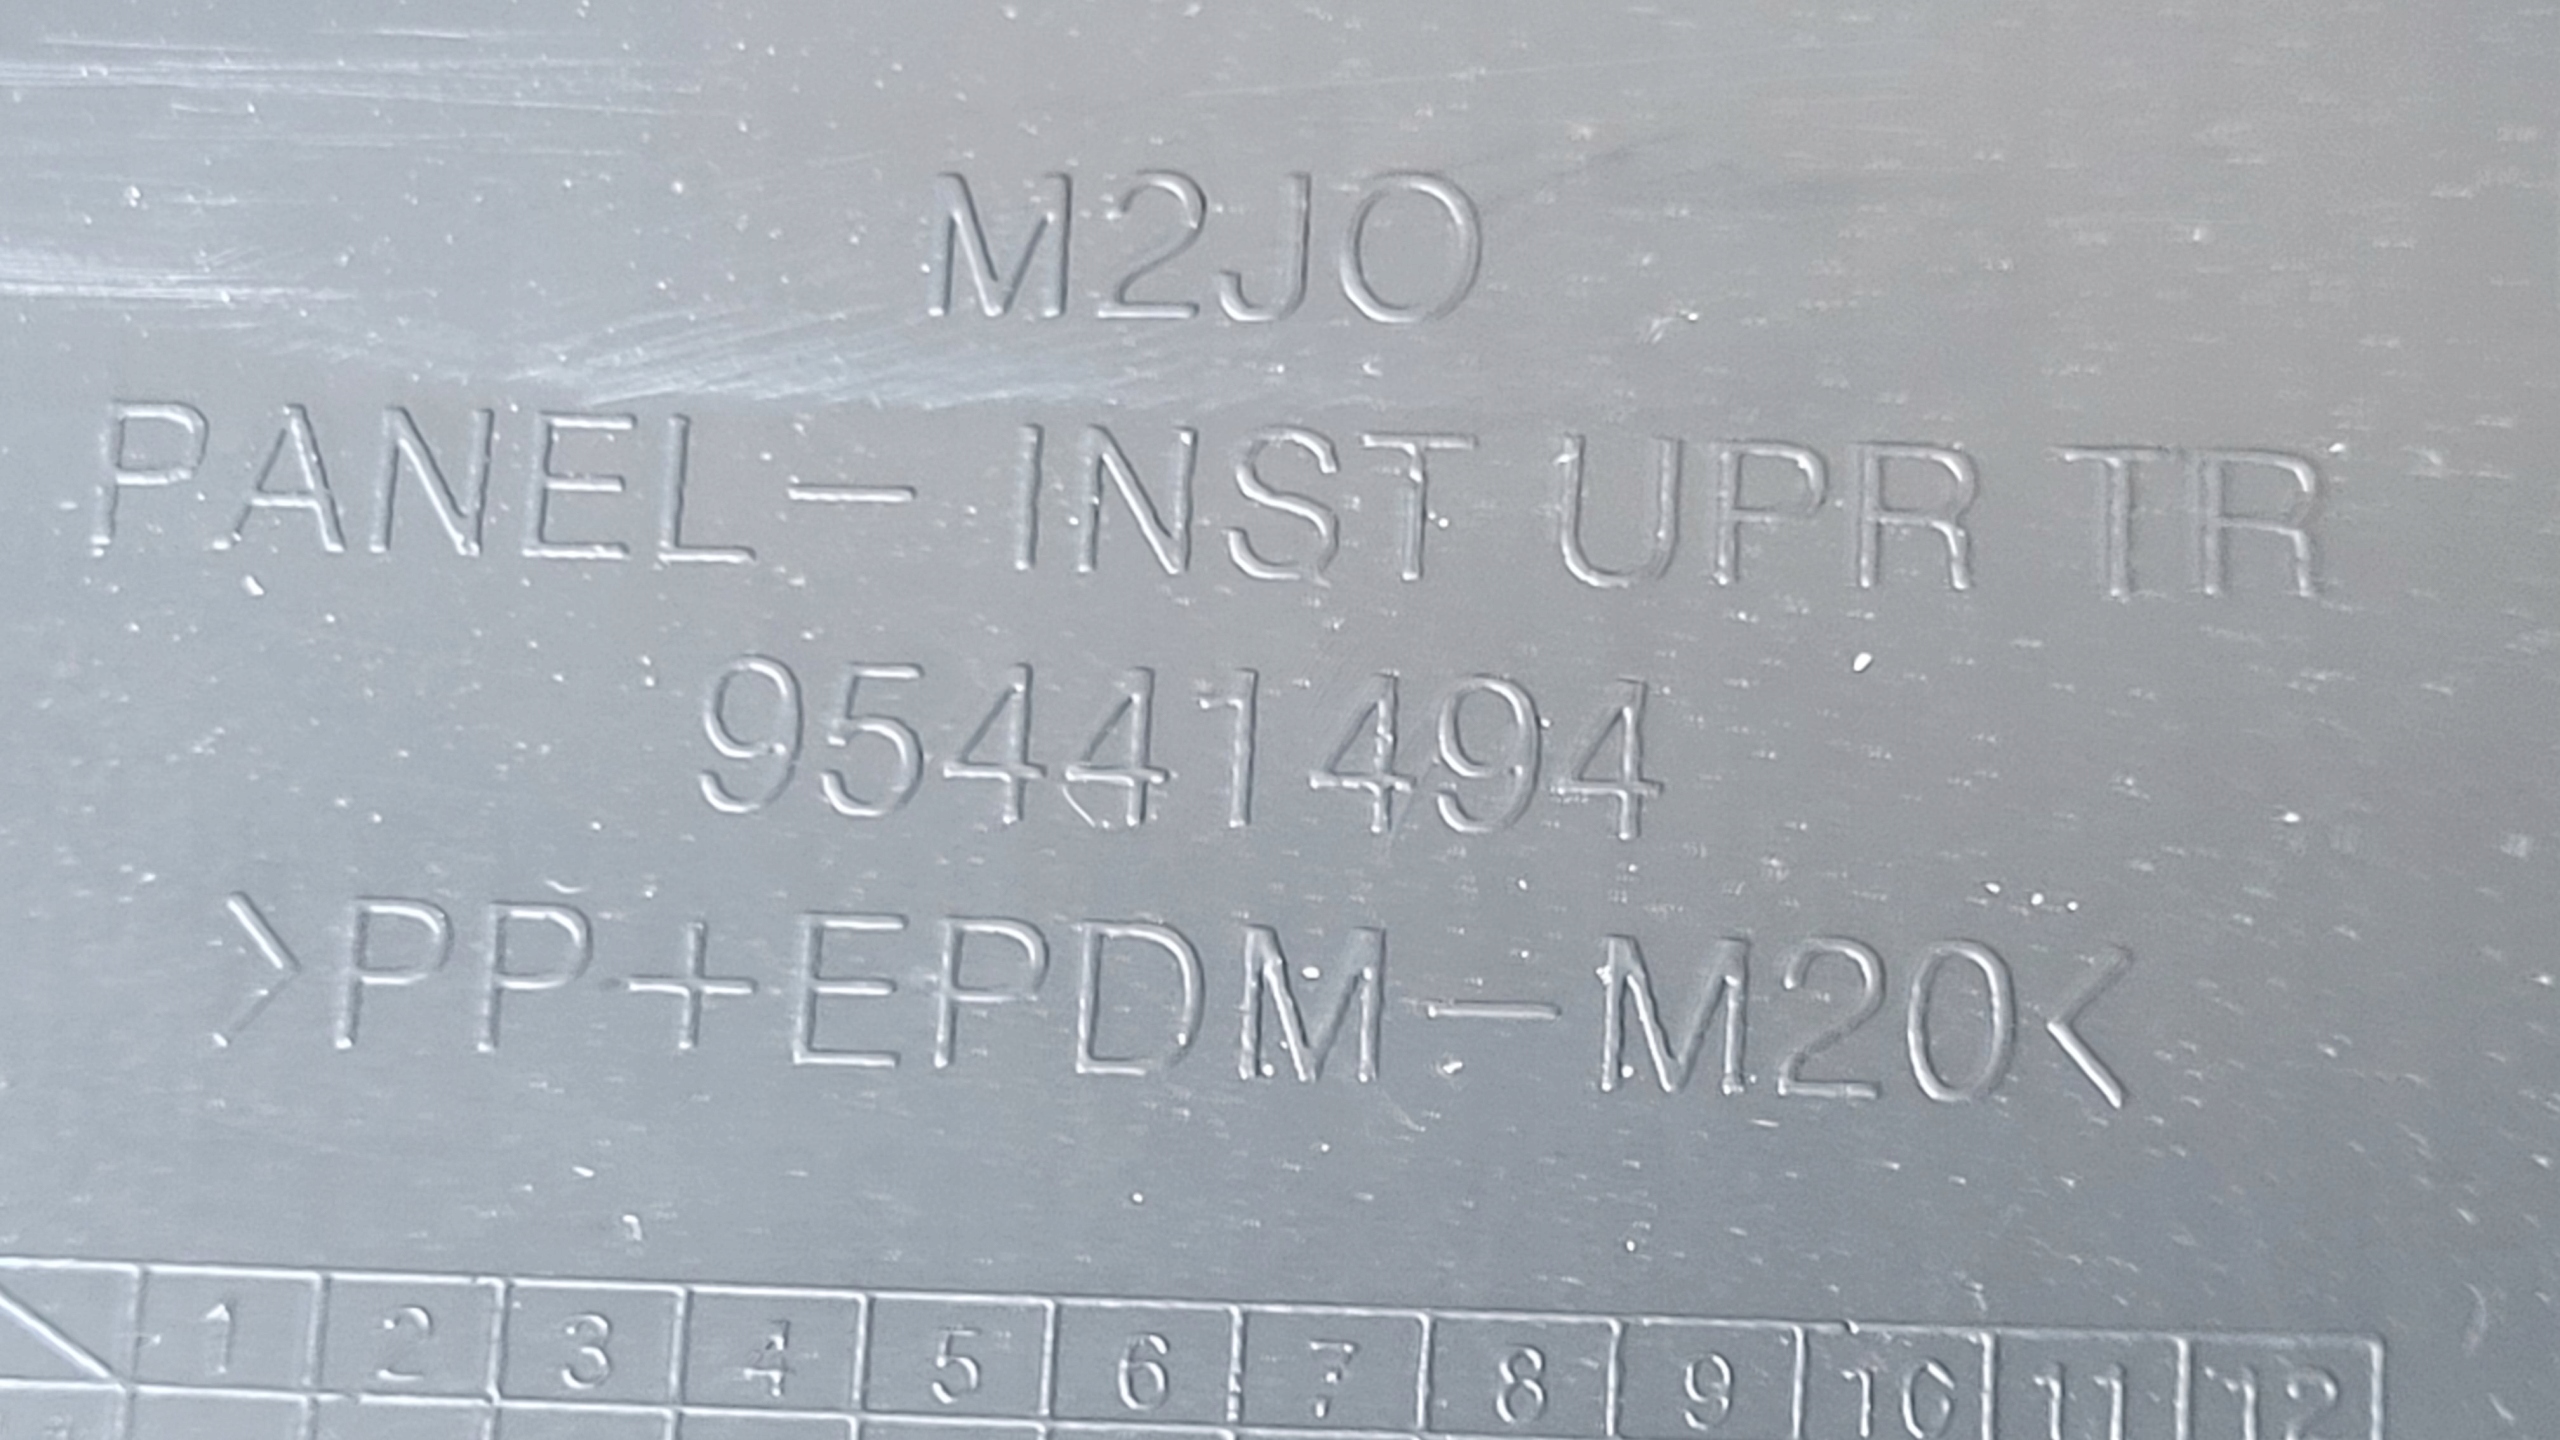 M2JO
PANEL- INST UPR TR
95441494
>PP+EPDM-M20<
1 2 3 4 5 6 7 8 9 10 11 12